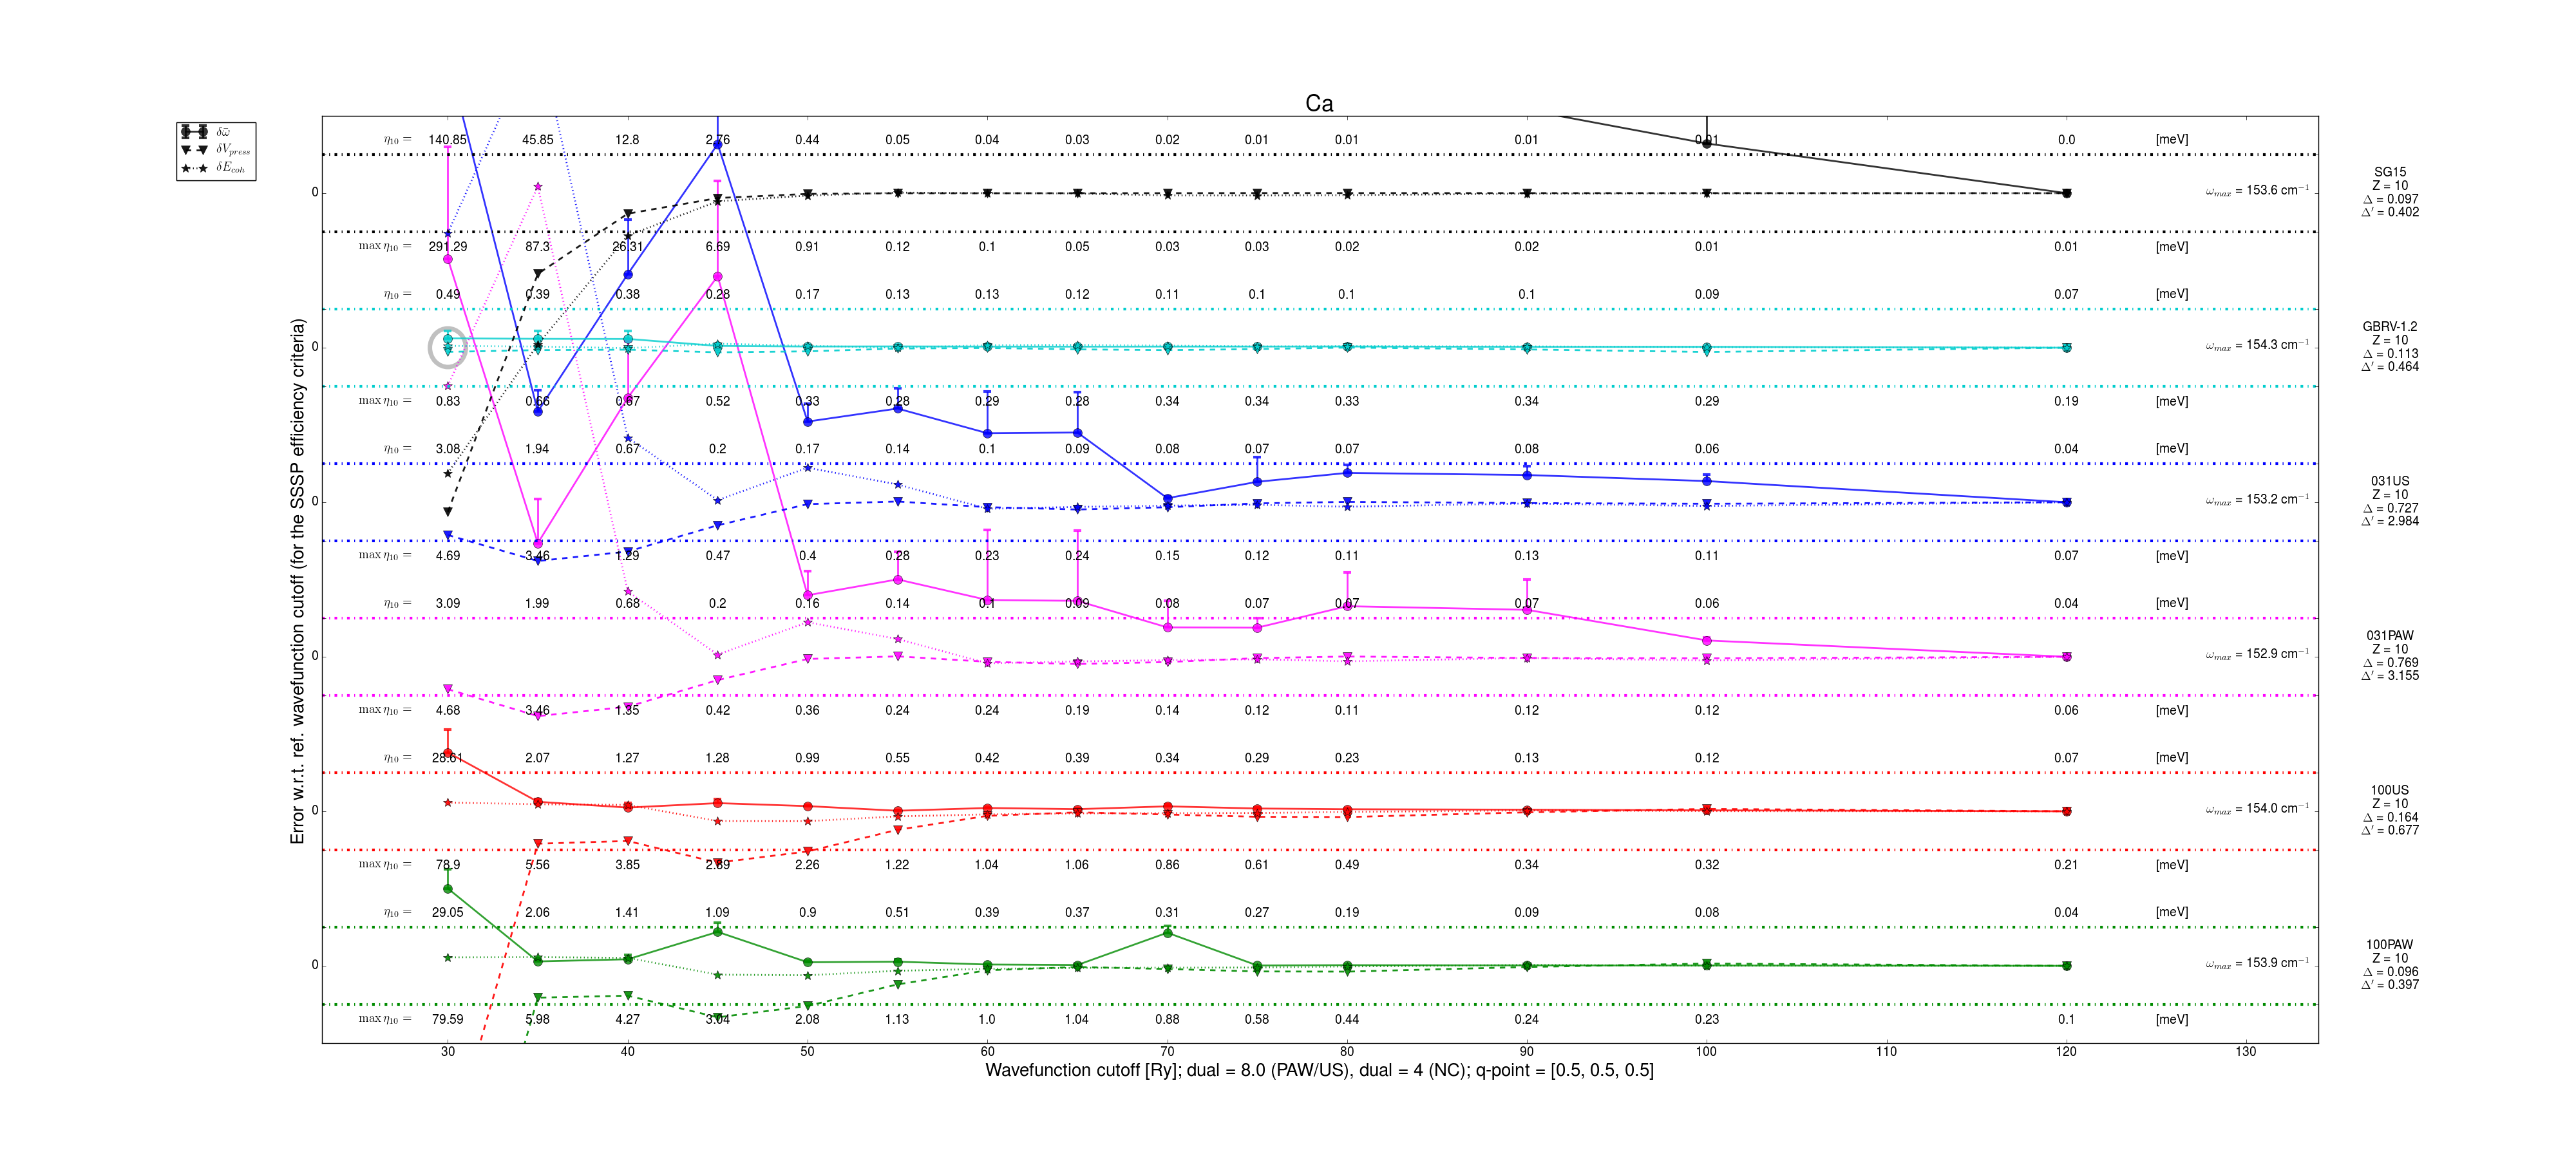 Ca
δω̄
δV_press
δE_coh
η₁₀ = 140.85 45.85 12.8 2.76 0.44 0.05 0.04 0.03 0.02 0.01 0.01 0.01 0.01 0.0 [meV]
0 ω_max = 153.6 cm⁻¹
SG15
Z = 10
Δ = 0.097
Δ' = 0.402
max η₁₀ = 291.29 87.3 26.31 6.69 0.91 0.12 0.1 0.05 0.03 0.03 0.02 0.02 0.01 0.01 [meV]
η₁₀ = 0.49 0.39 0.38 0.28 0.17 0.13 0.13 0.12 0.11 0.1 0.1 0.1 0.09 0.07 [meV]
0 ω_max = 154.3 cm⁻¹
GBRV-1.2
Z = 10
Δ = 0.113
Δ' = 0.464
max η₁₀ = 0.83 0.66 0.67 0.52 0.33 0.28 0.29 0.28 0.34 0.34 0.33 0.34 0.29 0.19 [meV]
η₁₀ = 3.08 1.94 0.67 0.2 0.17 0.14 0.1 0.09 0.08 0.07 0.07 0.08 0.06 0.04 [meV]
0 ω_max = 153.2 cm⁻¹
031US
Z = 10
Δ = 0.727
Δ' = 2.984
max η₁₀ = 4.69 3.46 1.29 0.47 0.4 0.28 0.23 0.24 0.15 0.12 0.11 0.13 0.11 0.07 [meV]
η₁₀ = 3.09 1.99 0.68 0.2 0.16 0.14 0.1 0.09 0.08 0.07 0.07 0.07 0.06 0.04 [meV]
0 ω_max = 152.9 cm⁻¹
031PAW
Z = 10
Δ = 0.769
Δ' = 3.155
max η₁₀ = 4.68 3.46 1.35 0.42 0.36 0.24 0.24 0.19 0.14 0.12 0.11 0.12 0.12 0.06 [meV]
η₁₀ = 28.61 2.07 1.27 1.28 0.99 0.55 0.42 0.39 0.34 0.29 0.23 0.13 0.12 0.07 [meV]
0 ω_max = 154.0 cm⁻¹
100US
Z = 10
Δ = 0.164
Δ' = 0.677
max η₁₀ = 78.9 5.56 3.85 2.69 2.26 1.22 1.04 1.06 0.86 0.61 0.49 0.34 0.32 0.21 [meV]
η₁₀ = 29.05 2.06 1.41 1.09 0.9 0.51 0.39 0.37 0.31 0.27 0.19 0.09 0.08 0.04 [meV]
0 ω_max = 153.9 cm⁻¹
100PAW
Z = 10
Δ = 0.096
Δ' = 0.397
max η₁₀ = 79.59 5.98 4.27 3.04 2.08 1.13 1.0 1.04 0.88 0.58 0.44 0.24 0.23 0.1 [meV]
30 40 50 60 70 80 90 100 110 120 130
Wavefunction cutoff [Ry]; dual = 8.0 (PAW/US), dual = 4 (NC); q-point = [0.5, 0.5, 0.5]
Error w.r.t. ref. wavefunction cutoff (for the SSSP efficiency criteria)